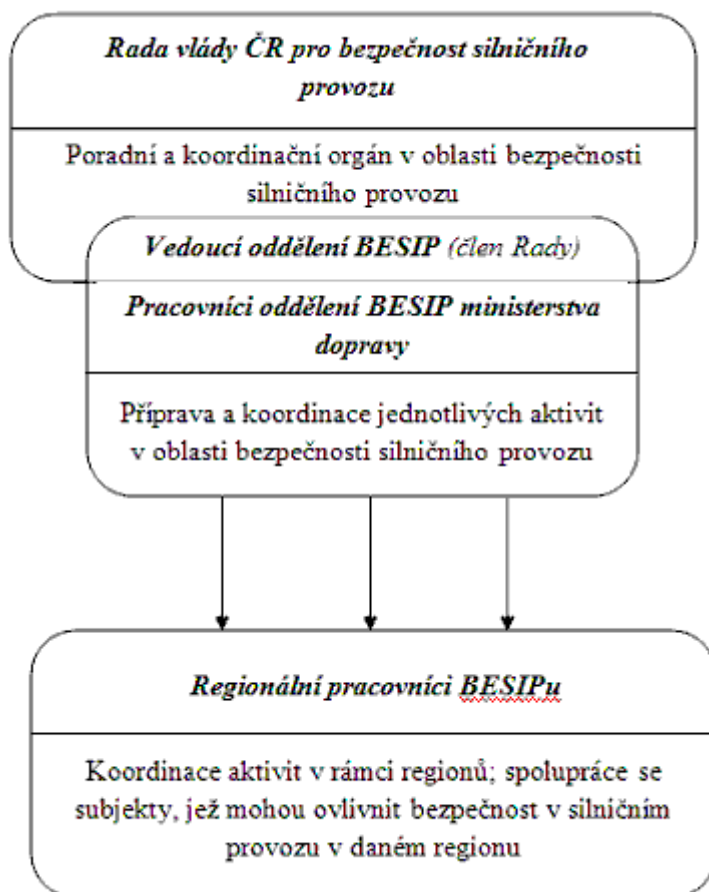 Rada vlády ČR pro bezpečnost silničního
provozu
Poradní a koordinační orgán v oblasti bezpečnosti
silničního provozu
Vedoucí oddělení BESIP (člen Rady)
Pracovníci oddělení BESIP ministerstva
dopravy
Příprava a koordinace jednotlivých aktivit
v oblasti bezpečnosti silničního provozu
Regionální pracovníci BESIPu
Koordinace aktivit v rámci regionů; spolupráce se
subjekty, jež mohou ovlivnit bezpečnost v silničním
provozu v daném regionu